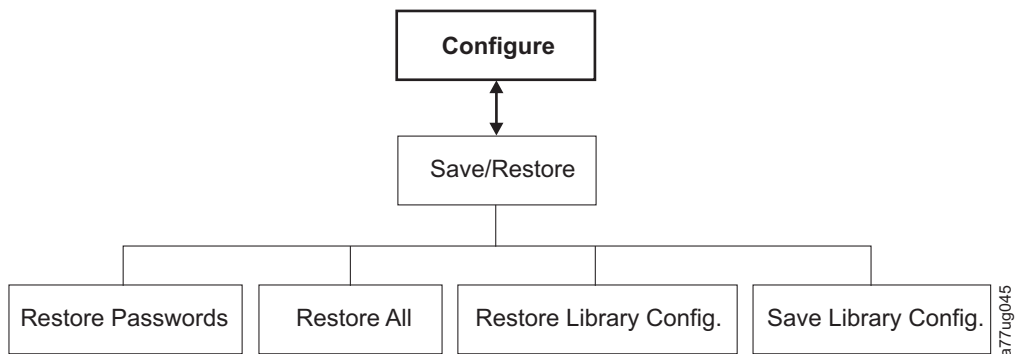 Configure
Save/Restore
Restore Passwords
Restore All
Restore Library Config.
Save Library Config.
a77ug045